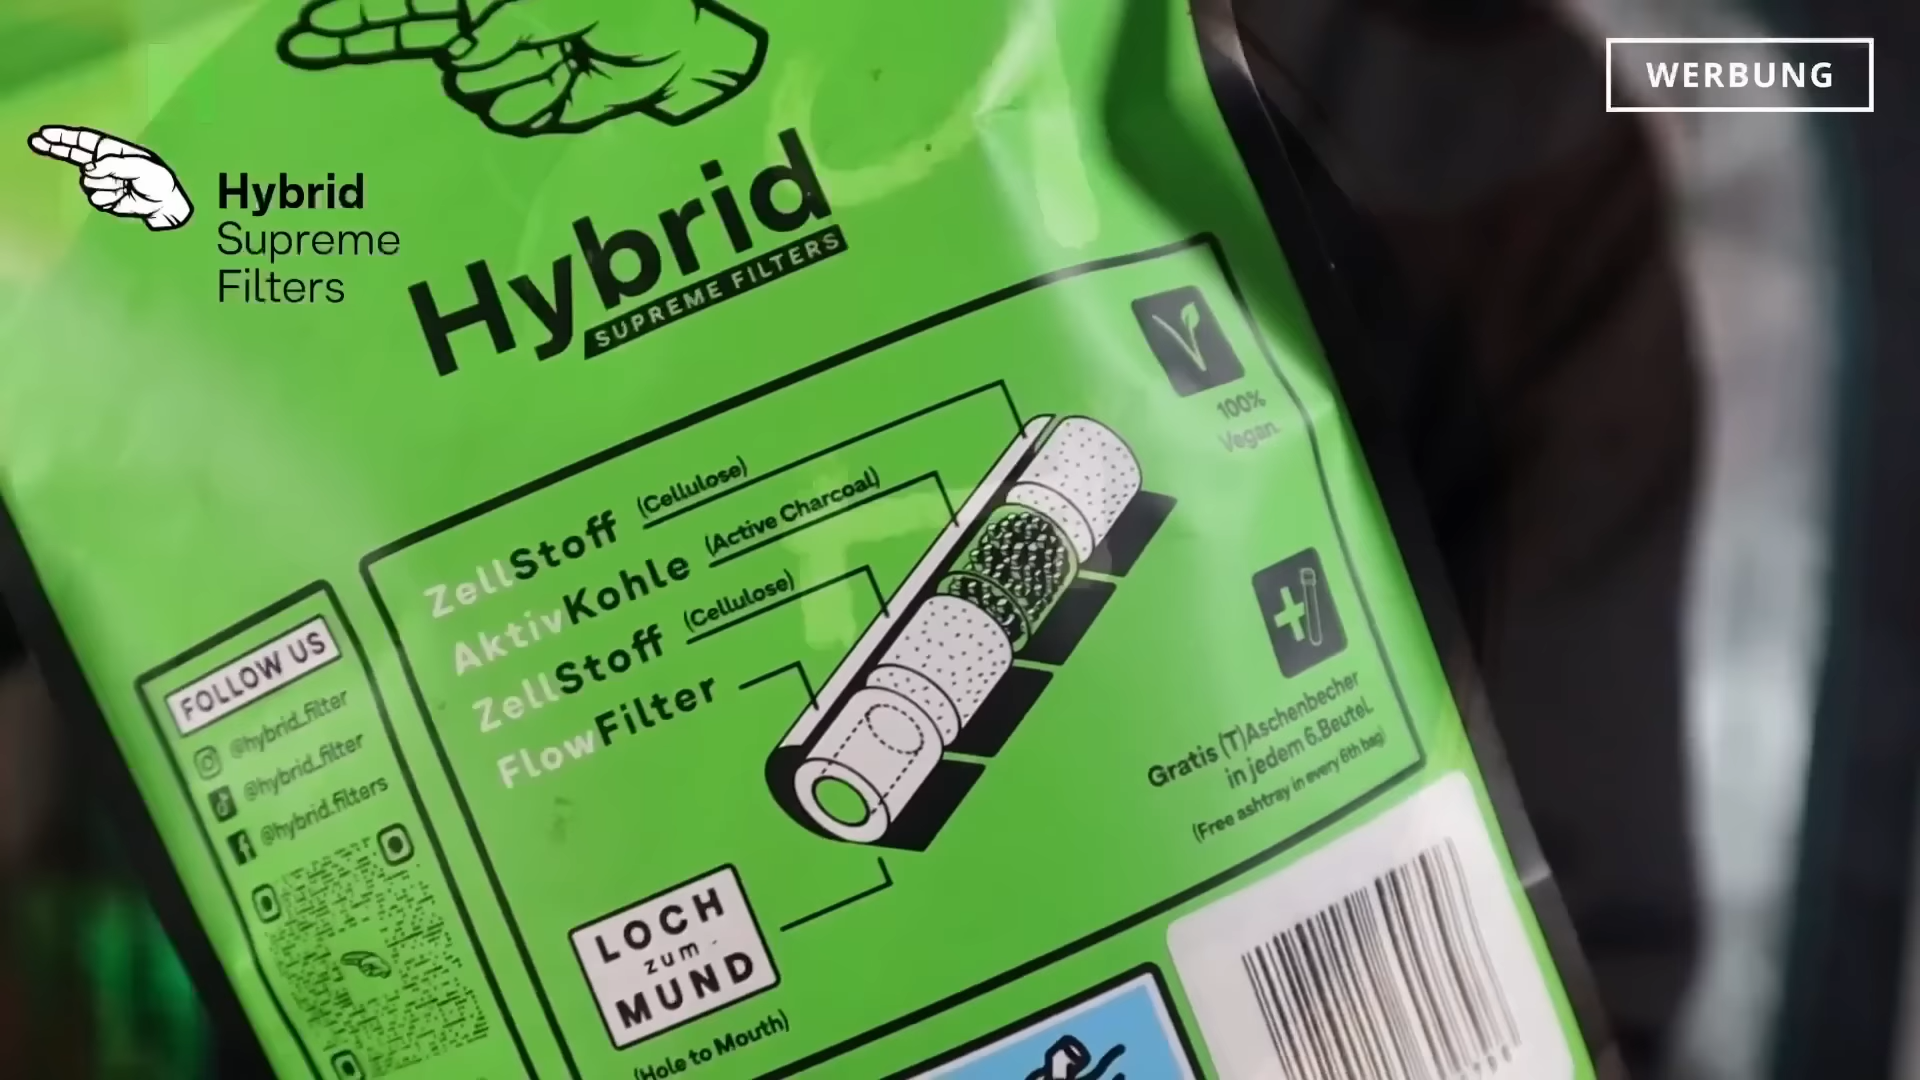 WERBUNG
Hybrid
Supreme
Filters
Hybrid
SUPREME FILTERS
100%
Vegan.
ZellStoff (Cellulose)
AktivKohle (Active Charcoal)
ZellStoff (Cellulose)
FlowFilter
FOLLOW US
@hybrid_filter
@hybrid_filter
@hybrid.filters
Gratis (T)Aschenbecher
in jedem 6.Beutel.
(Free ashtray in every 6th bag)
LOCH
zum
MUND
(Hole to Mouth)